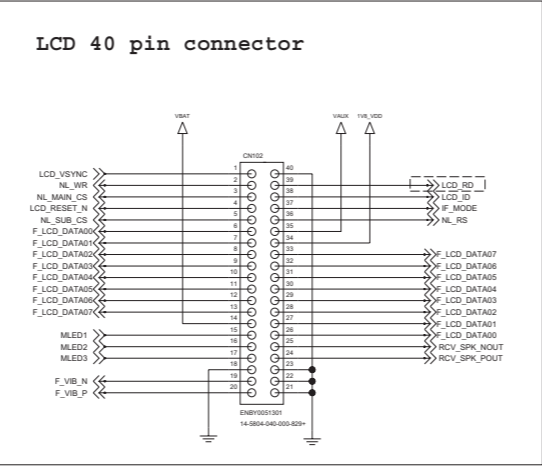 LCD 40 pin connector
VBAT
VAUX
1V8_VDD
CN102
LCD_VSYNC
NL_WR
NL_MAIN_CS
LCD_RESET_N
NL_SUB_CS
F_LCD_DATA00
F_LCD_DATA01
F_LCD_DATA02
F_LCD_DATA03
F_LCD_DATA04
F_LCD_DATA05
F_LCD_DATA06
F_LCD_DATA07
MLED1
MLED2
MLED3
F_VIB_N
F_VIB_P
1
2
3
4
5
6
7
8
9
10
11
12
13
14
15
16
17
18
19
20
40
39
38
37
36
35
34
33
32
31
30
29
28
27
26
25
24
23
22
21
LCD_RD
LCD_ID
IF_MODE
NL_RS
F_LCD_DATA07
F_LCD_DATA06
F_LCD_DATA05
F_LCD_DATA04
F_LCD_DATA03
F_LCD_DATA02
F_LCD_DATA01
F_LCD_DATA00
RCV_SPK_NOUT
RCV_SPK_POUT
ENBY0051301
14-5804-040-000-829+